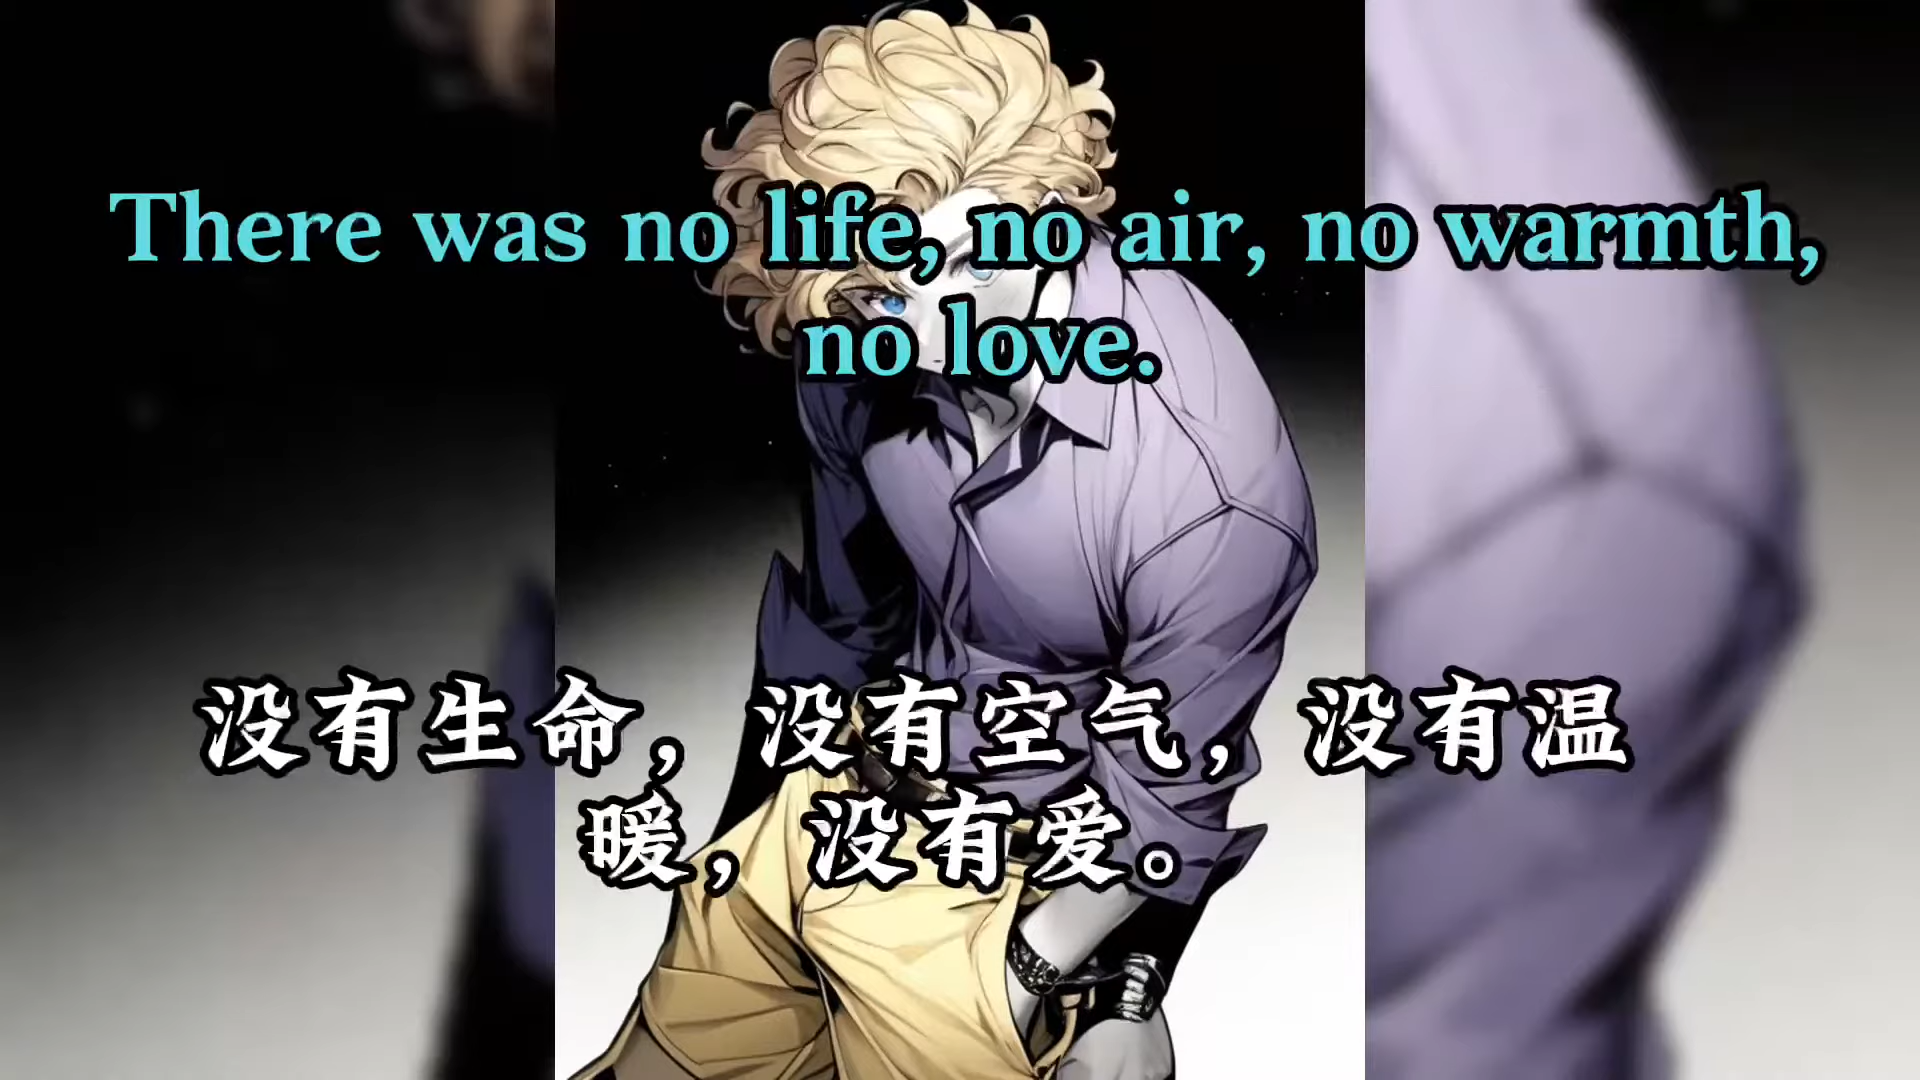 There was no life, no air, no warmth,
no love.
没有生命，没有空气，没有温
暖，没有爱。